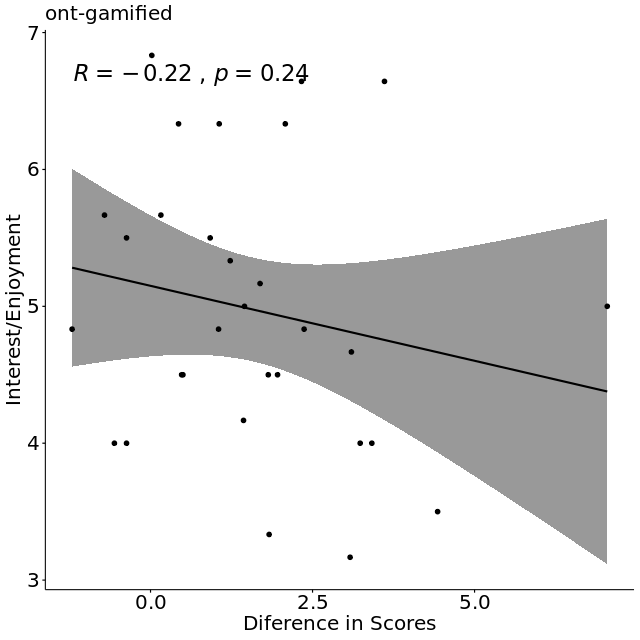 ont-gamified
7
R = −0.22 , p = 0.24
6
5
4
3
Interest/Enjoyment
0.0 2.5 5.0
Diference in Scores